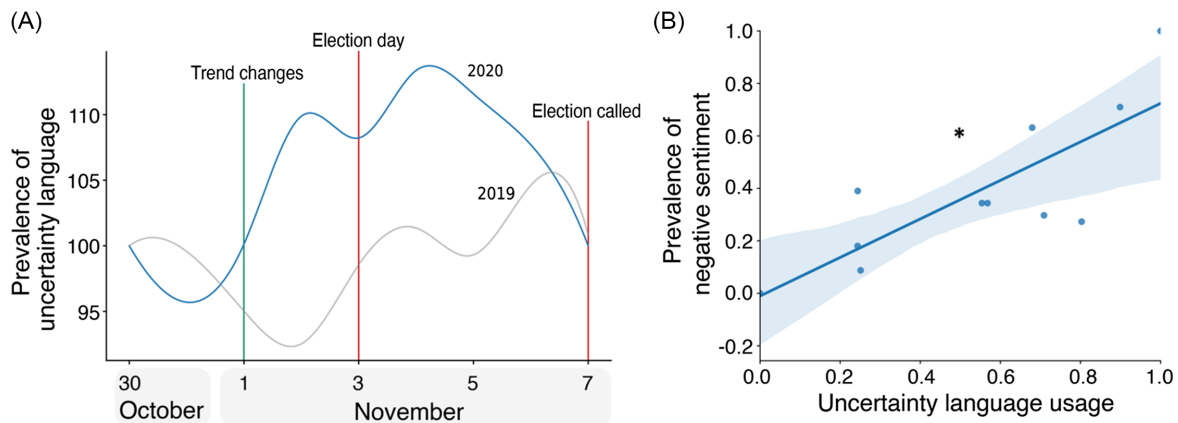 (A)
Prevalence of
uncertainty language
110
105
100
95
Trend changes
Election day
2020
Election called
2019
30
1
3
5
7
October
November
(B)
Prevalence of
negative sentiment
1.0
0.8
0.6
0.4
0.2
0.0
-0.2
*
0.0
0.2
0.4
0.6
0.8
1.0
Uncertainty language usage